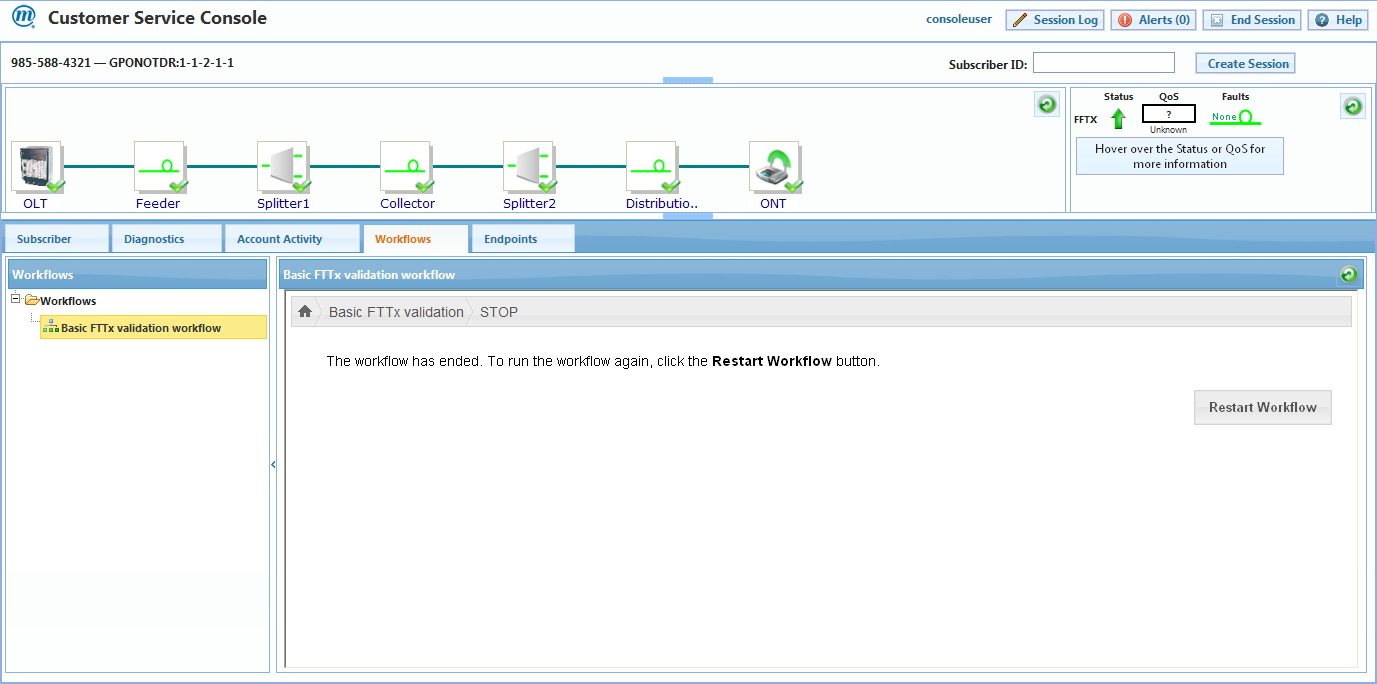 Customer Service Console
consoleuser
Session Log
Alerts (0)
End Session
Help
985-588-4321 — GPONOTDR:1-1-2-1-1
Subscriber ID:
Create Session
OLT
Feeder
Splitter1
Collector
Splitter2
Distributio..
ONT
Status
QoS
Faults
FFTX
?
None
Unknown
Hover over the Status or QoS for
more information
Subscriber
Diagnostics
Account Activity
Workflows
Endpoints
Workflows
Workflows
Basic FTTx validation workflow
Basic FTTx validation workflow
Basic FTTx validation
STOP
The workflow has ended. To run the workflow again, click the Restart Workflow button.
Restart Workflow